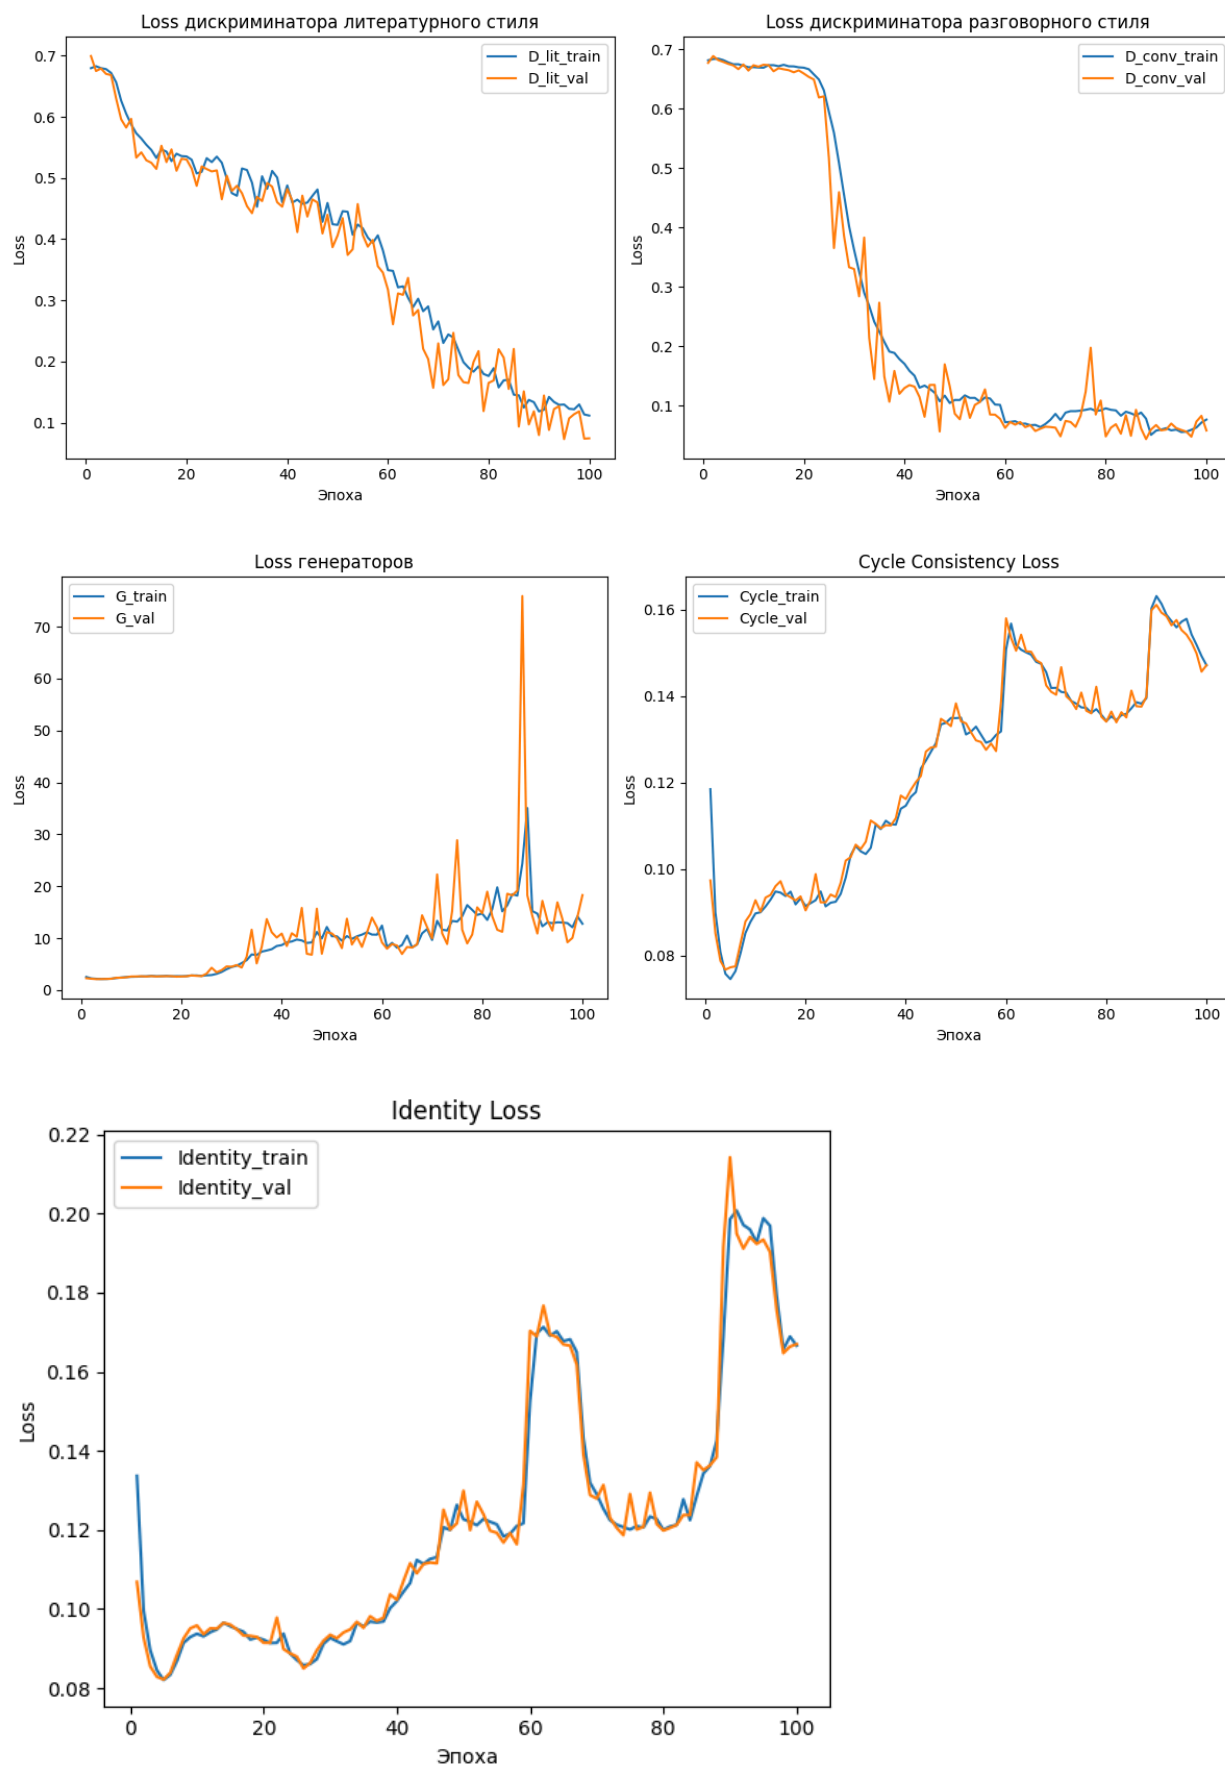 Loss дискриминатора литературного стиля
D_lit_train
D_lit_val
0.7
0.6
0.5
0.4
0.3
0.2
0.1
Loss
0 20 40 60 80 100
Эпоха
Loss дискриминатора разговорного стиля
D_conv_train
D_conv_val
0.7
0.6
0.5
0.4
0.3
0.2
0.1
Loss
0 20 40 60 80 100
Эпоха
Loss генераторов
G_train
G_val
70
60
50
40
30
20
10
0
Loss
0 20 40 60 80 100
Эпоха
Cycle Consistency Loss
Cycle_train
Cycle_val
0.16
0.14
0.12
0.10
0.08
Loss
0 20 40 60 80 100
Эпоха
Identity Loss
Identity_train
Identity_val
0.22
0.20
0.18
0.16
0.14
0.12
0.10
0.08
Loss
0 20 40 60 80 100
Эпоха